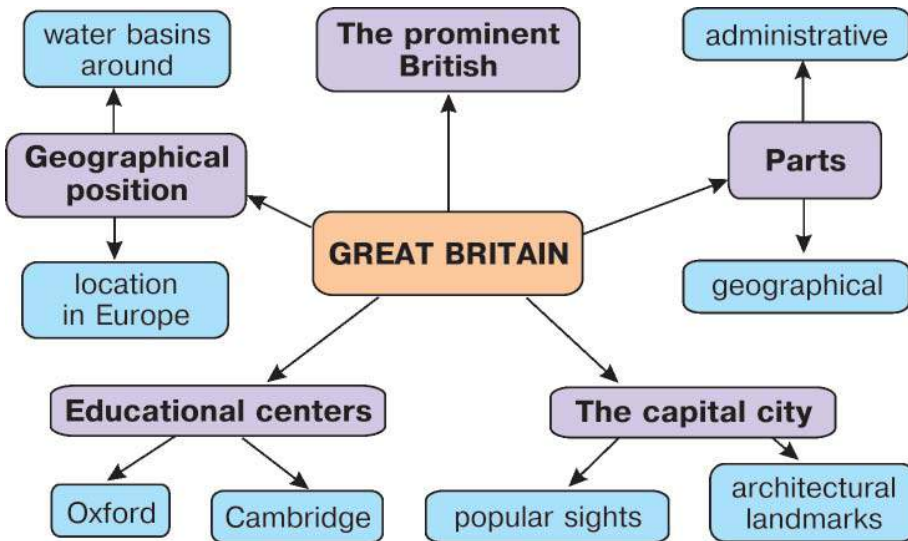 water basins
around
The prominent
British
administrative
Geographical
position
Parts
GREAT BRITAIN
location
in Europe
geographical
Educational centers
The capital city
Oxford
Cambridge
popular sights
architectural
landmarks